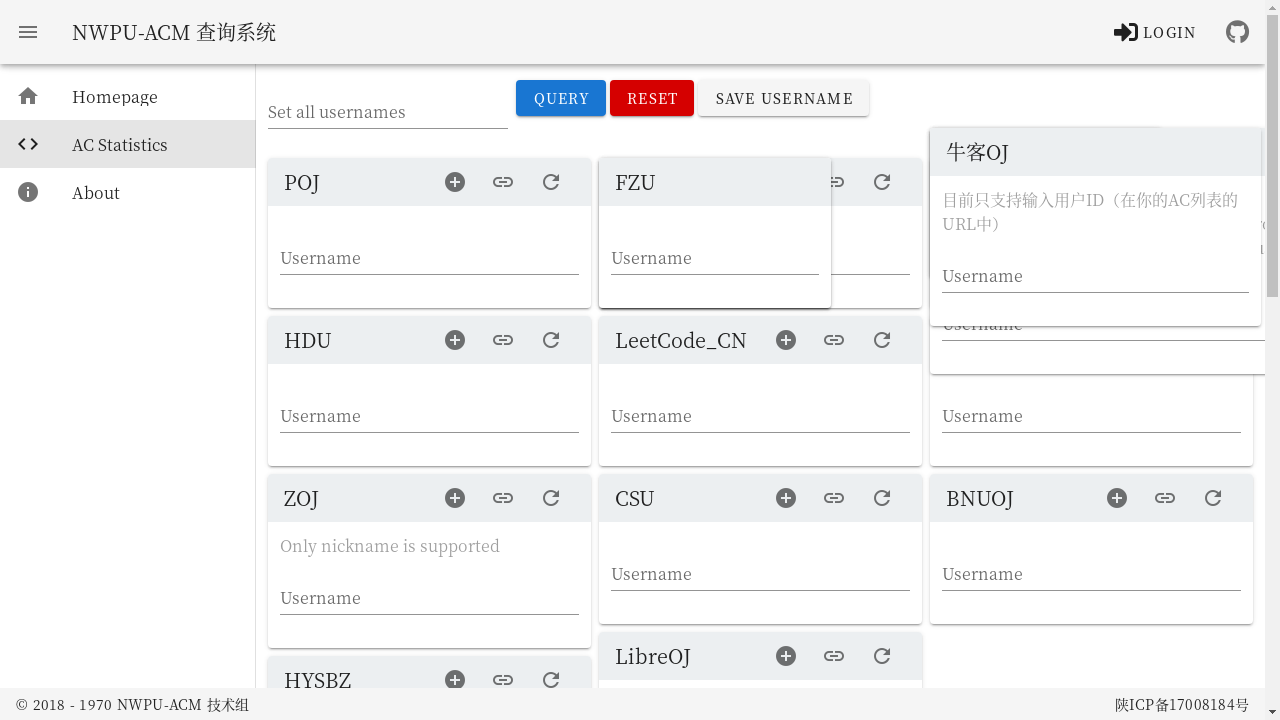 NWPU-ACM 查询系统
LOGIN
Homepage
AC Statistics
About
Set all usernames
QUERY
RESET
SAVE USERNAME
POJ
Username
FZU
Username
牛客OJ
目前只支持输入用户ID（在你的AC列表的
URL中）
Username
HDU
Username
LeetCode_CN
Username
Username
ZOJ
Only nickname is supported
Username
CSU
Username
BNUOJ
Username
HYSBZ
LibreOJ
© 2018 - 1970 NWPU-ACM 技术组
陕ICP备17008184号